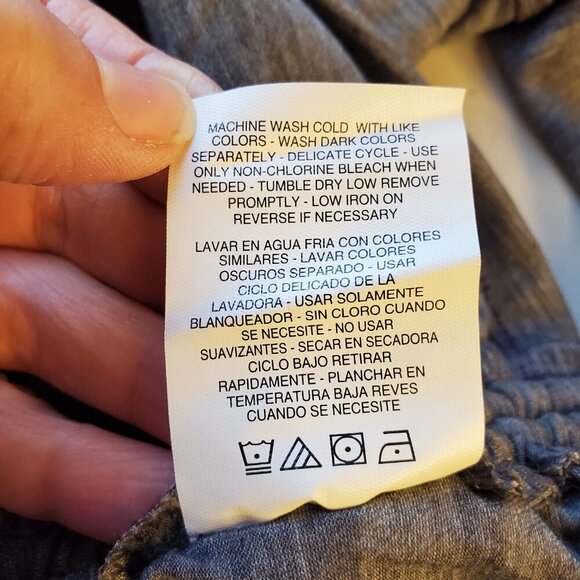 MACHINE WASH COLD WITH LIKE
COLORS - WASH DARK COLORS
SEPARATELY - DELICATE CYCLE - USE
ONLY NON-CHLORINE BLEACH WHEN
NEEDED - TUMBLE DRY LOW REMOVE
PROMPTLY - LOW IRON ON
REVERSE IF NECESSARY
LAVAR EN AGUA FRIA CON COLORES
SIMILARES - LAVAR COLORES
OSCUROS SEPARADO - USAR
CICLO DELICADO DE LA
LAVADORA - USAR SOLAMENTE
BLANQUEADOR - SIN CLORO CUANDO
SE NECESITE - NO USAR
SUAVIZANTES - SECAR EN SECADORA
CICLO BAJO RETIRAR
RAPIDAMENTE - PLANCHAR EN
TEMPERATURA BAJA REVES
CUANDO SE NECESITE